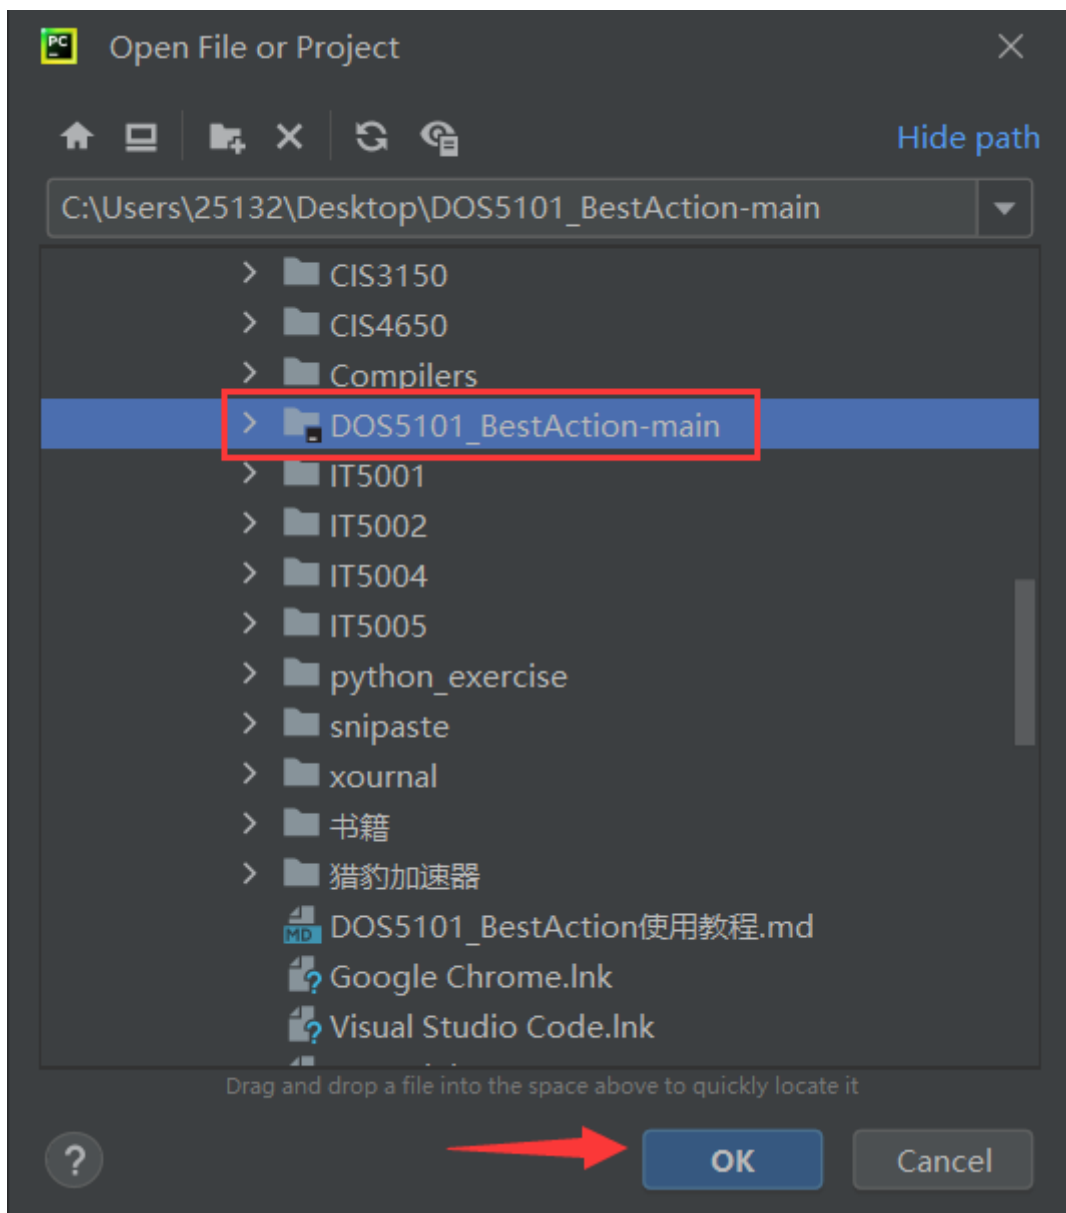 PC
Open File or Project
Hide path
C:\Users\25132\Desktop\DOS5101_BestAction-main
CIS3150
CIS4650
Compilers
DOS5101_BestAction-main
IT5001
IT5002
IT5004
IT5005
python_exercise
snipaste
xournal
书籍
猎豹加速器
MD DOS5101_BestAction使用教程.md
? Google Chrome.lnk
? Visual Studio Code.lnk
Drag and drop a file into the space above to quickly locate it
? OK Cancel